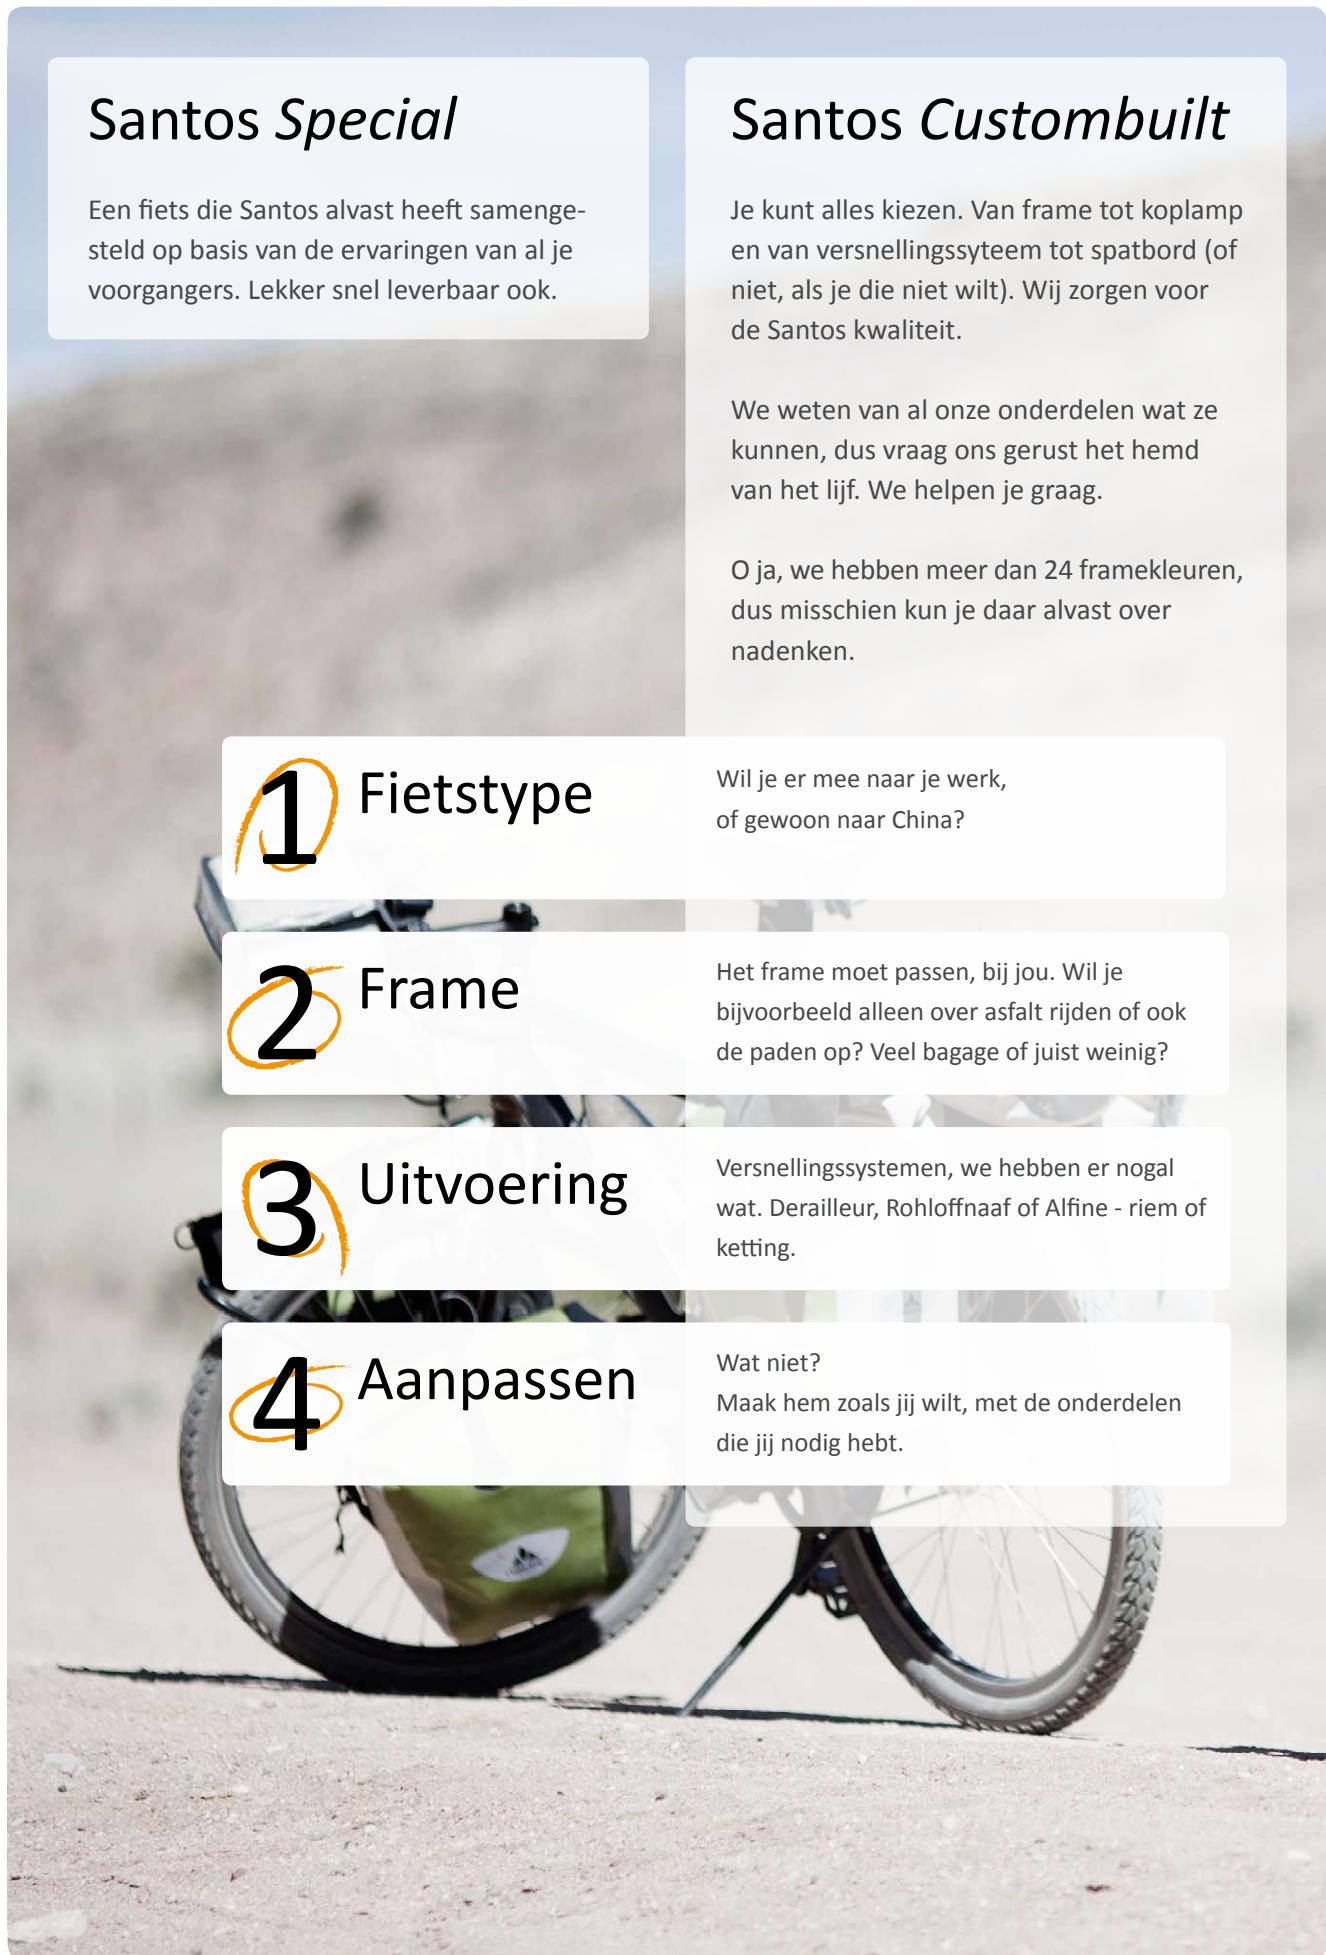 Santos Special
Een fiets die Santos alvast heeft samenge-
steld op basis van de ervaringen van al je
voorgangers. Lekker snel leverbaar ook.
Santos Custombuilt
Je kunt alles kiezen. Van frame tot koplamp
en van versnellingssyteem tot spatbord (of
niet, als je die niet wilt). Wij zorgen voor
de Santos kwaliteit.
We weten van al onze onderdelen wat ze
kunnen, dus vraag ons gerust het hemd
van het lijf. We helpen je graag.
O ja, we hebben meer dan 24 framekleuren,
dus misschien kun je daar alvast over
nadenken.
1 Fietstype
Wil je er mee naar je werk,
of gewoon naar China?
2 Frame
Het frame moet passen, bij jou. Wil je
bijvoorbeeld alleen over asfalt rijden of ook
de paden op? Veel bagage of juist weinig?
3 Uitvoering
Versnellingssystemen, we hebben er nogal
wat. Derailleur, Rohloffnaaf of Alfine - riem of
ketting.
4 Aanpassen
Wat niet?
Maak hem zoals jij wilt, met de onderdelen
die jij nodig hebt.